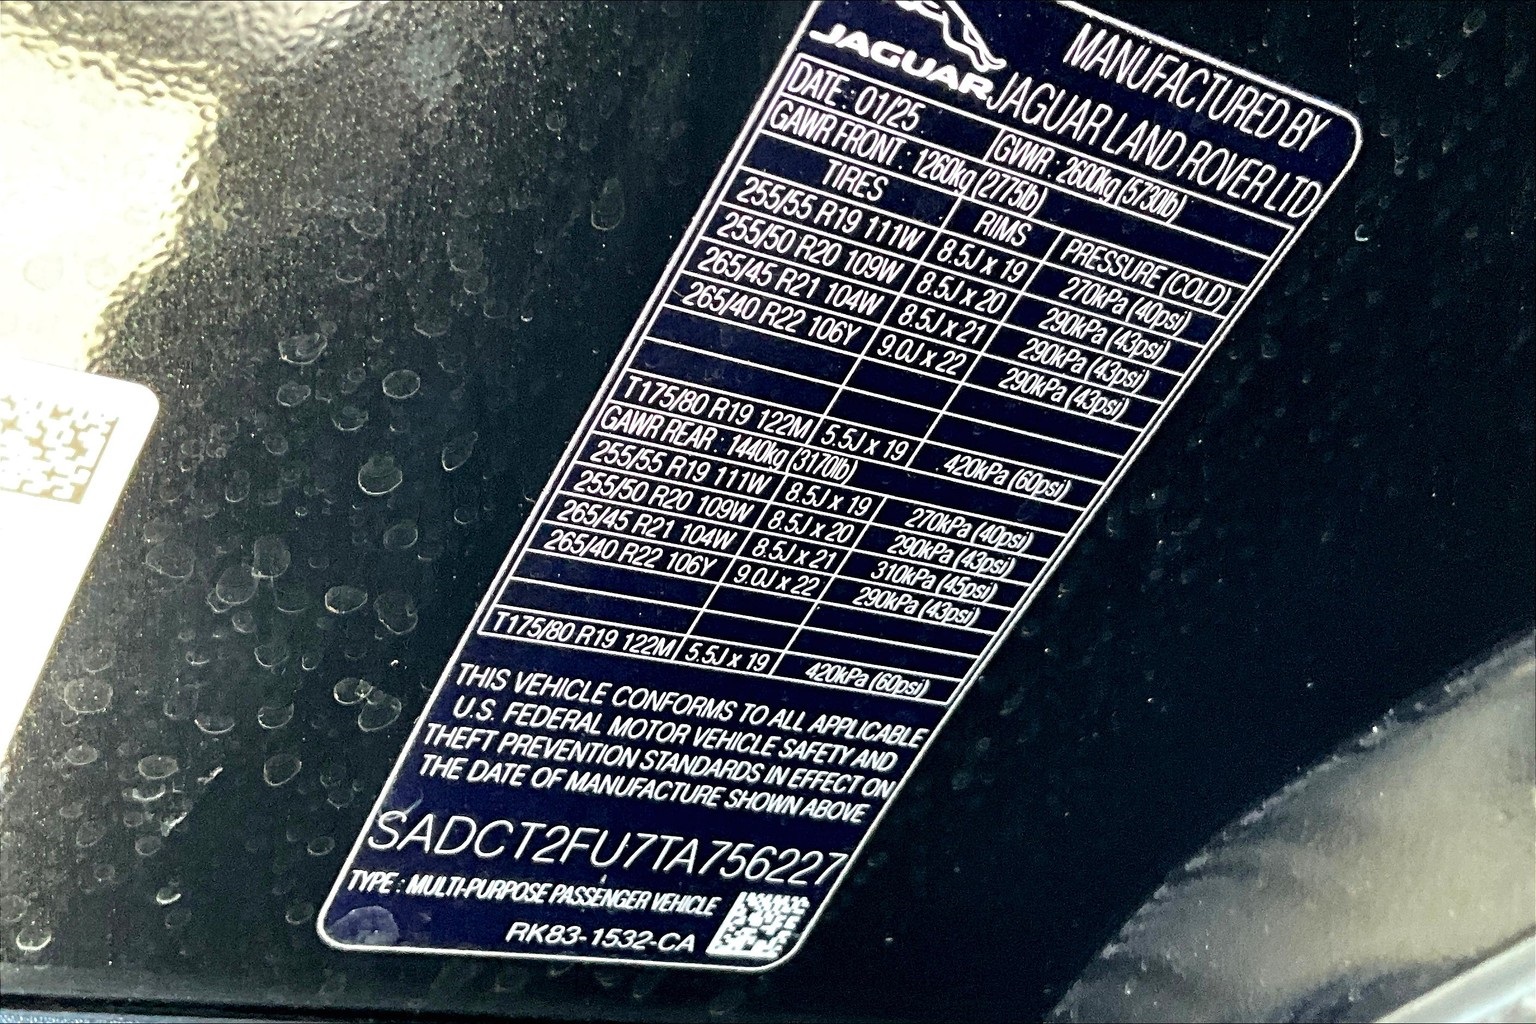 MANUFACTURED BY
JAGUAR
JAGUAR LAND ROVER LTD
DATE : 01/25 GVWR : 2600kg (5730lb)
GAWR FRONT : 1260kg (2775lb)
TIRES RIMS PRESSURE (COLD)
255/55 R19 111W 8.5J x 19 270kPa (40psi)
255/50 R20 109W 8.5J x 20 290kPa (43psi)
265/45 R21 104W 8.5J x 21 290kPa (43psi)
265/40 R22 106Y 9.0J x 22 290kPa (43psi)
T175/80 R19 122M 5.5J x 19 420kPa (60psi)
GAWR REAR : 1440kg (3170lb)
255/55 R19 111W 8.5J x 19 270kPa (40psi)
255/50 R20 109W 8.5J x 20 290kPa (43psi)
265/45 R21 104W 8.5J x 21 310kPa (45psi)
265/40 R22 106Y 9.0J x 22 290kPa (43psi)
T175/80 R19 122M 5.5J x 19 420kPa (60psi)
THIS VEHICLE CONFORMS TO ALL APPLICABLE
U.S. FEDERAL MOTOR VEHICLE SAFETY AND
THEFT PREVENTION STANDARDS IN EFFECT ON
THE DATE OF MANUFACTURE SHOWN ABOVE
SADCT2FU7TA756227
TYPE : MULTI-PURPOSE PASSENGER VEHICLE
RK83-1532-CA